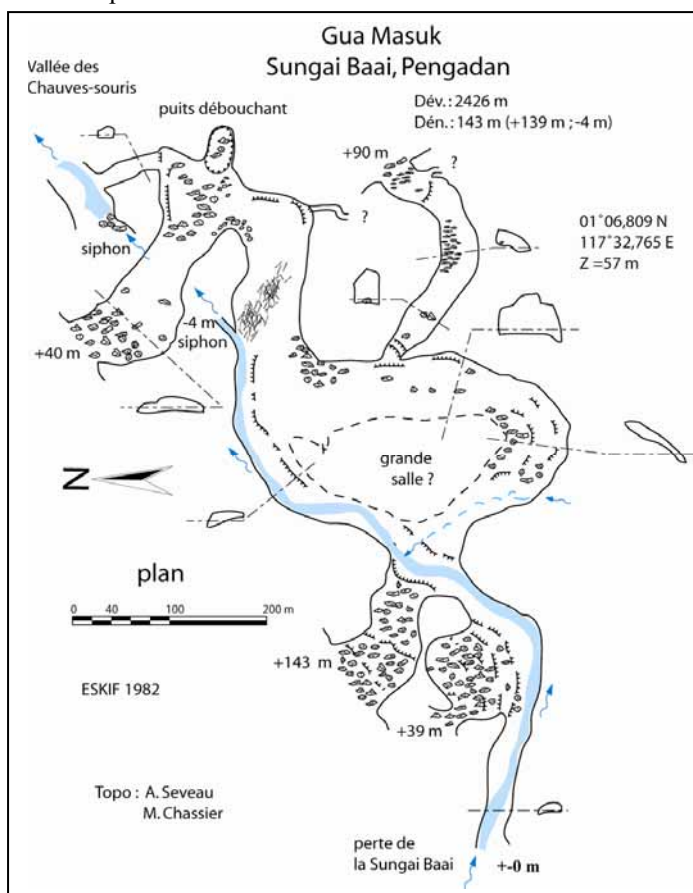 Gua Masuk
Sungai Baai, Pengadan
Vallée des
Chauves-souris
puits débouchant
Dév. : 2426 m
Dén. : 143 m (+139 m ; -4 m)
+90 m
?
?
01°06,809 N
117°32,765 E
Z =57 m
siphon
-4 m
siphon
+40 m
grande
salle ?
N
plan
0 40 100 200 m
+143 m
ESKIF 1982
+39 m
Topo : A. Seveau
M. Chassier
perte de
la Sungai Baai
+-0 m